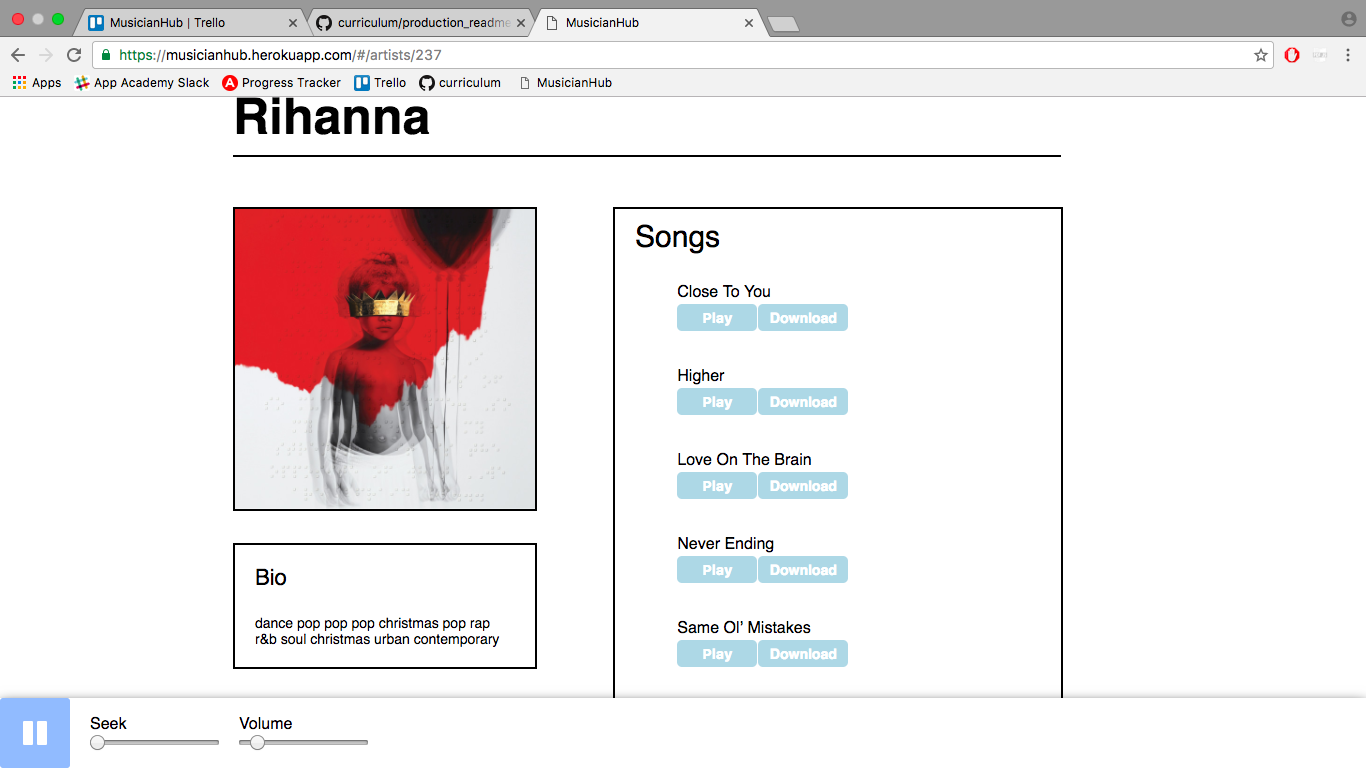 MusicianHub | Trello
curriculum/production_readme
MusicianHub
https://musicianhub.herokuapp.com/#/artists/237
Apps App Academy Slack Progress Tracker Trello curriculum MusicianHub
Rihanna
Songs
Close To You
Play Download
Higher
Play Download
Love On The Brain
Play Download
Never Ending
Play Download
Same Ol’ Mistakes
Play Download
Bio
dance pop pop pop christmas pop rap
r&b soul christmas urban contemporary
Seek Volume